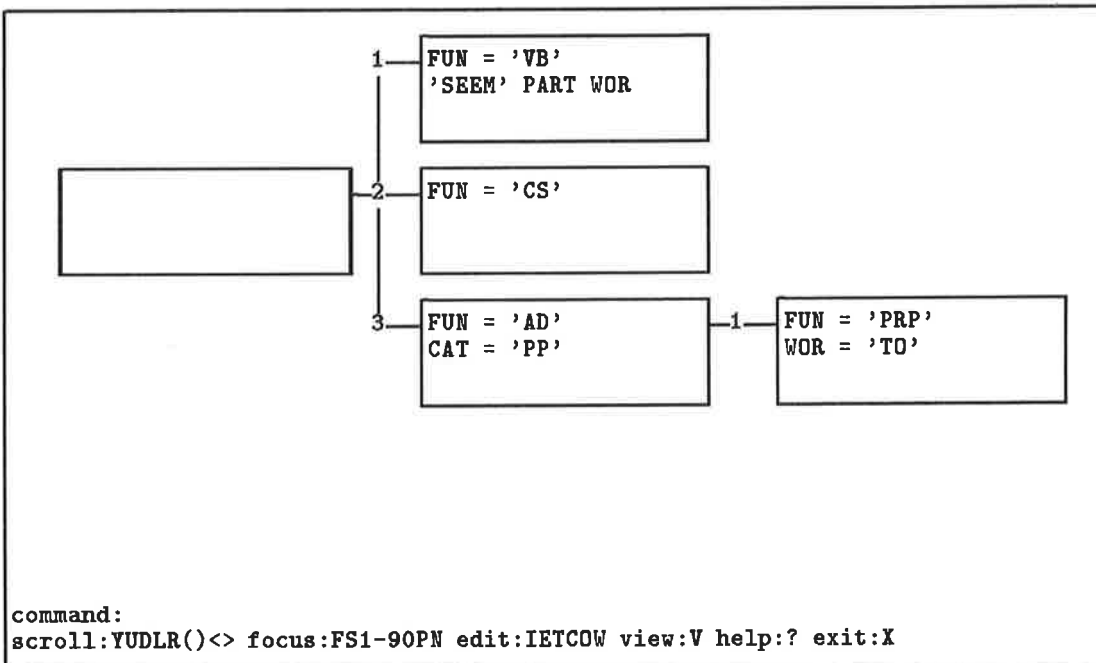 1
FUN = 'VB'
'SEEM' PART WOR
2
FUN = 'CS'
3
FUN = 'AD'
CAT = 'PP'
1
FUN = 'PRP'
WOR = 'TO'
command:
scroll:YUDLR()<> focus:FS1-90PN edit:IETCOW view:V help:? exit:X